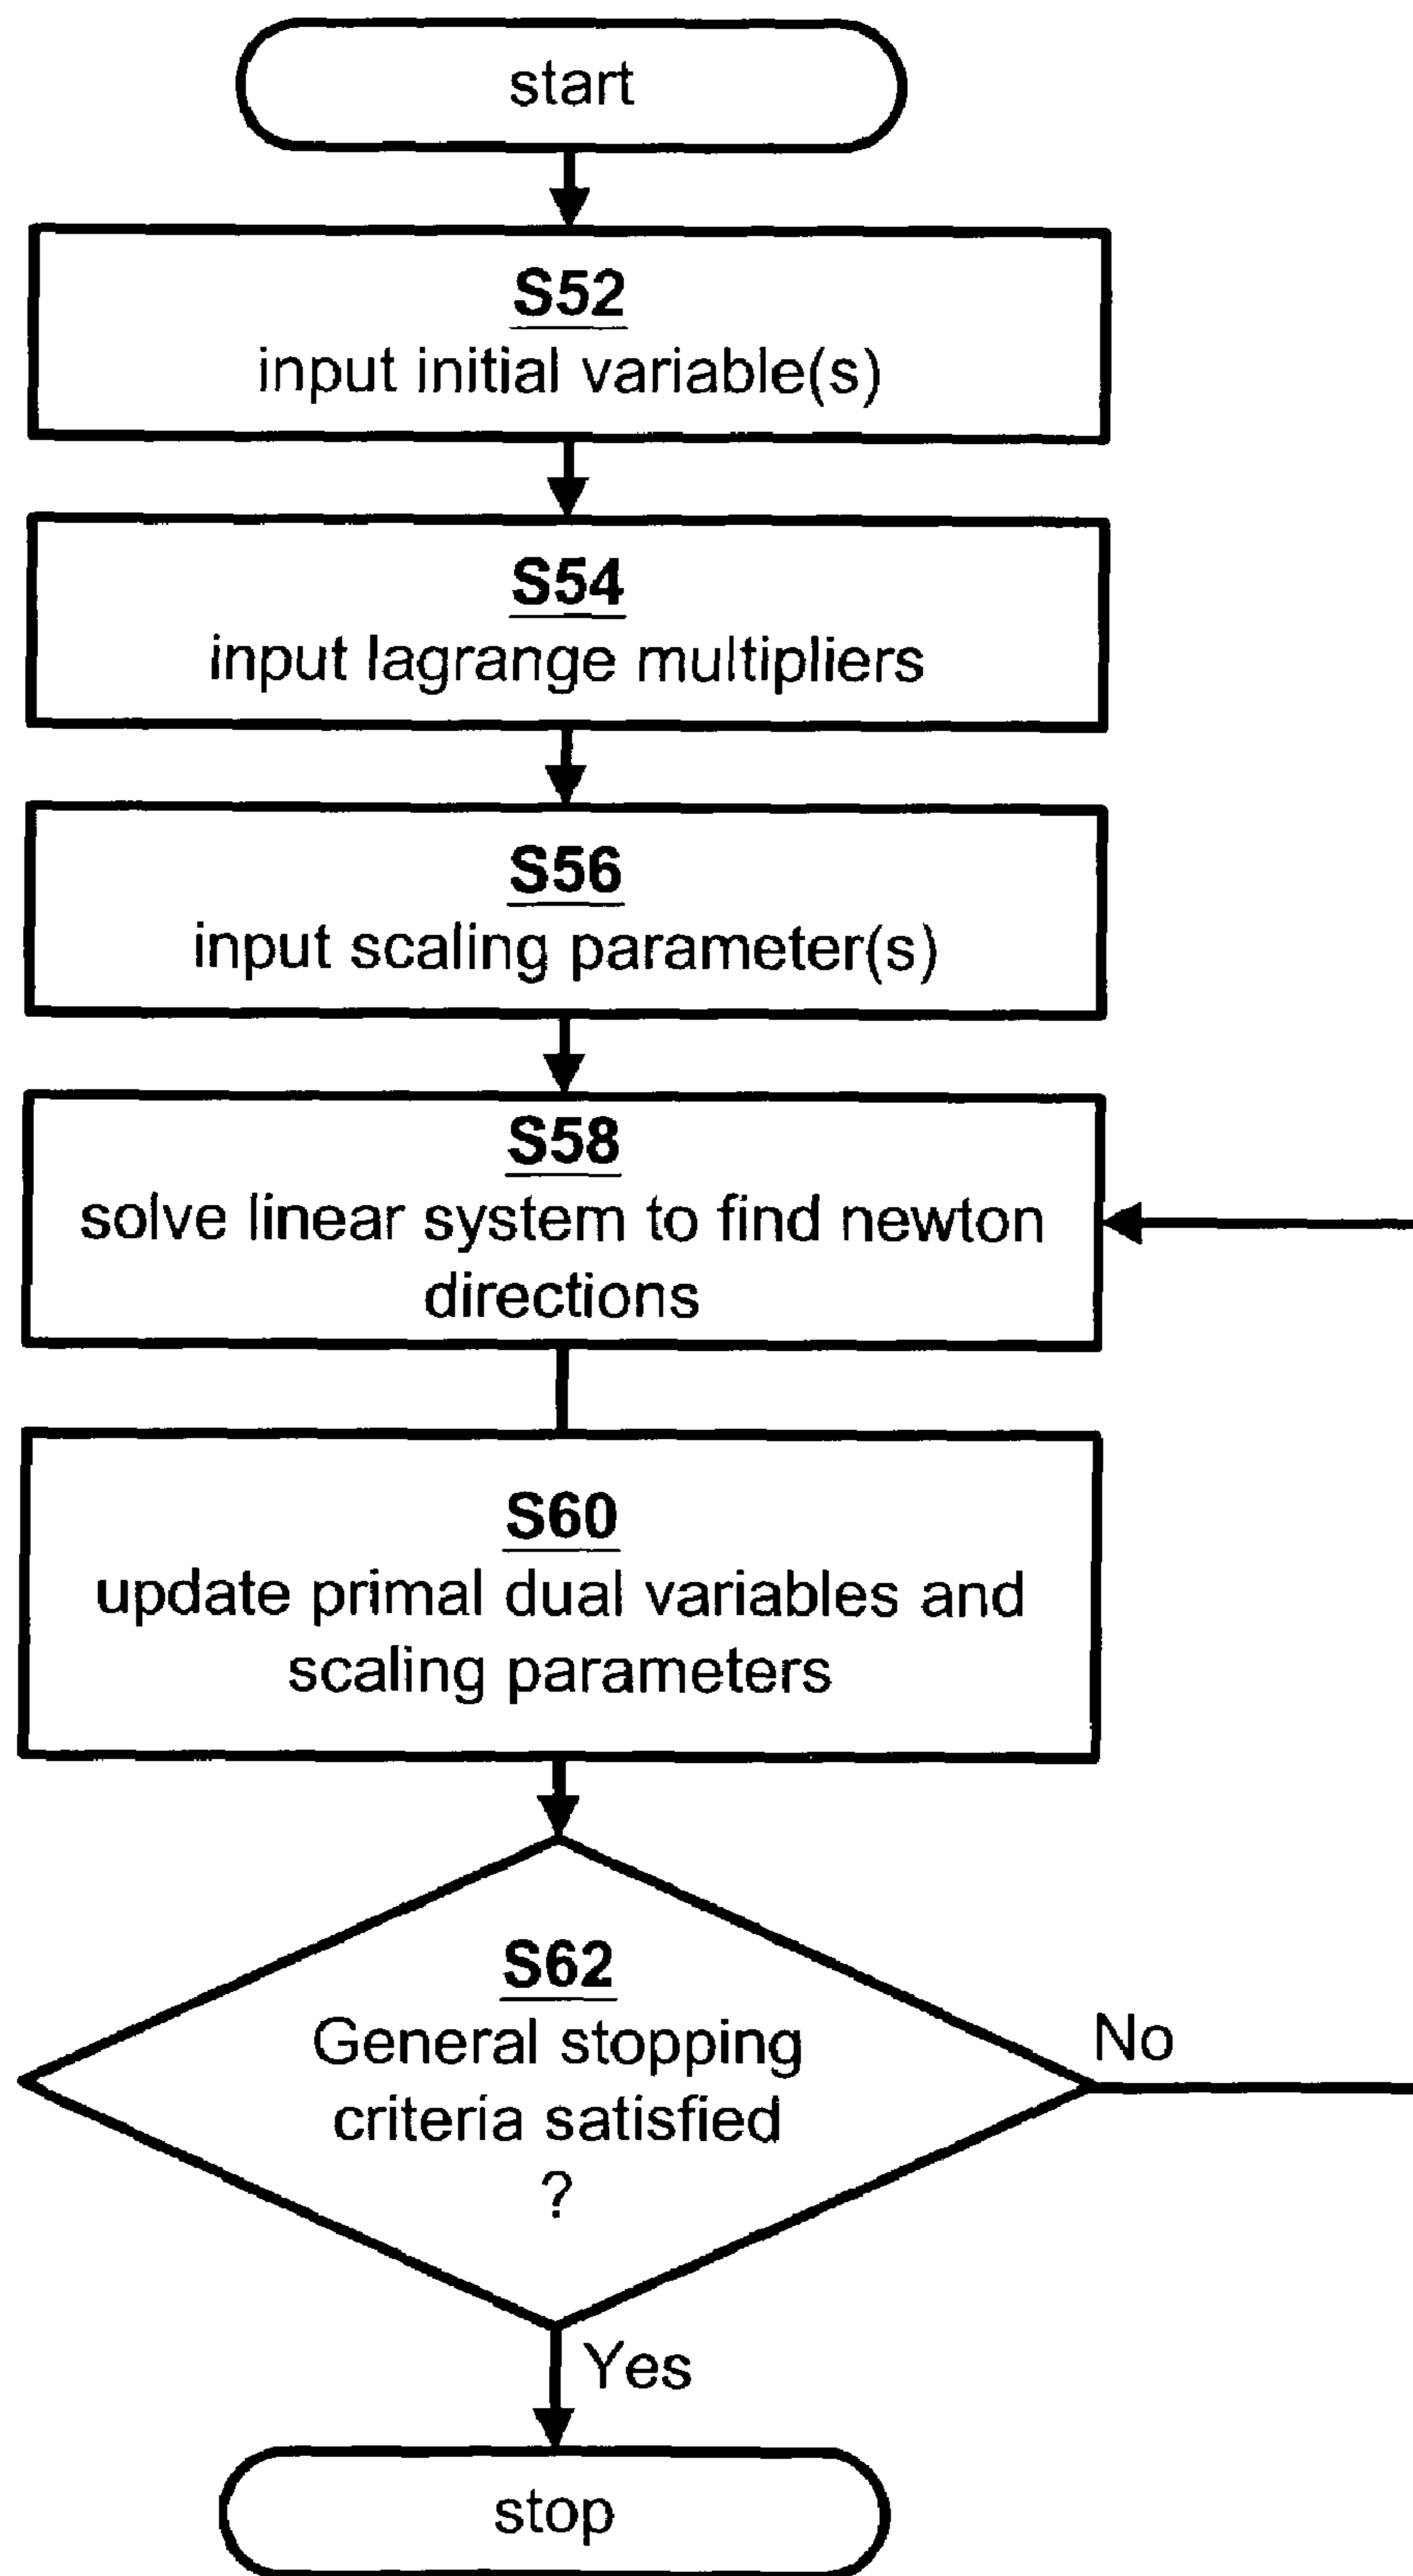 start
S52
input initial variable(s)
S54
input lagrange multipliers
S56
input scaling parameter(s)
S58
solve linear system to find newton
directions
S60
update primal dual variables and
scaling parameters
S62
General stopping
criteria satisfied
?
No
Yes
stop